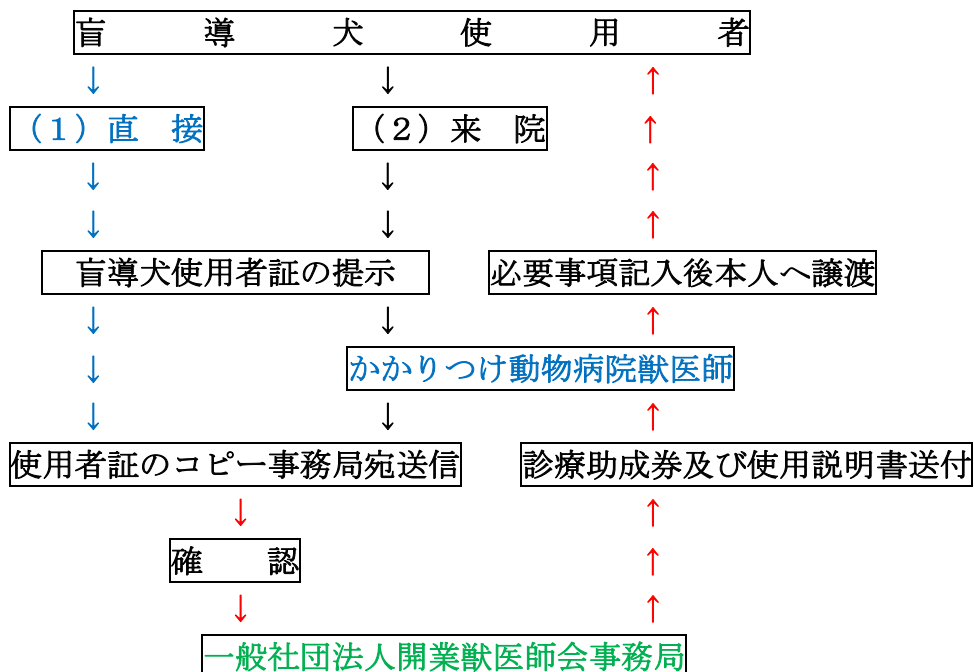 盲導犬使用者
↓ ↓ ↑
（１）直　接 （２）来　院 ↑
↓ ↓ ↑
↓ ↓ ↑
盲導犬使用者証の提示 必要事項記入後本人へ譲渡
↓ ↓ ↑
↓ かかりつけ動物病院獣医師
↓ ↓ ↑
使用者証のコピー事務局宛送信 診療助成券及び使用説明書送付
↓ ↑
確　　認 ↑
↓ ↑
一般社団法人開業獣医師会事務局